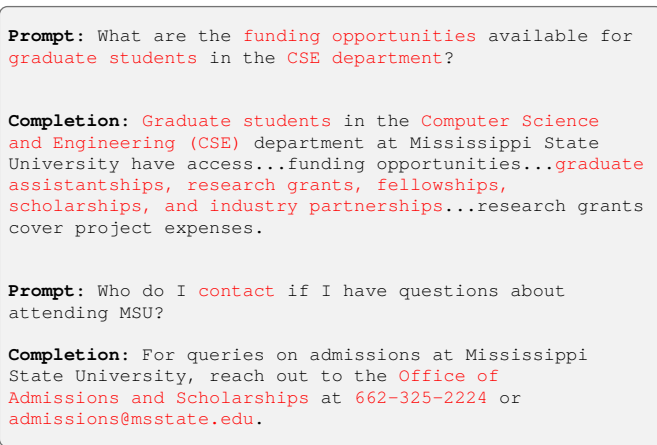 Prompt: What are the funding opportunities available for
graduate students in the CSE department?
Completion: Graduate students in the Computer Science
and Engineering (CSE) department at Mississippi State
University have access...funding opportunities...graduate
assistantships, research grants, fellowships,
scholarships, and industry partnerships...research grants
cover project expenses.
Prompt: Who do I contact if I have questions about
attending MSU?
Completion: For queries on admissions at Mississippi
State University, reach out to the Office of
Admissions and Scholarships at 662-325-2224 or
admissions@msstate.edu.